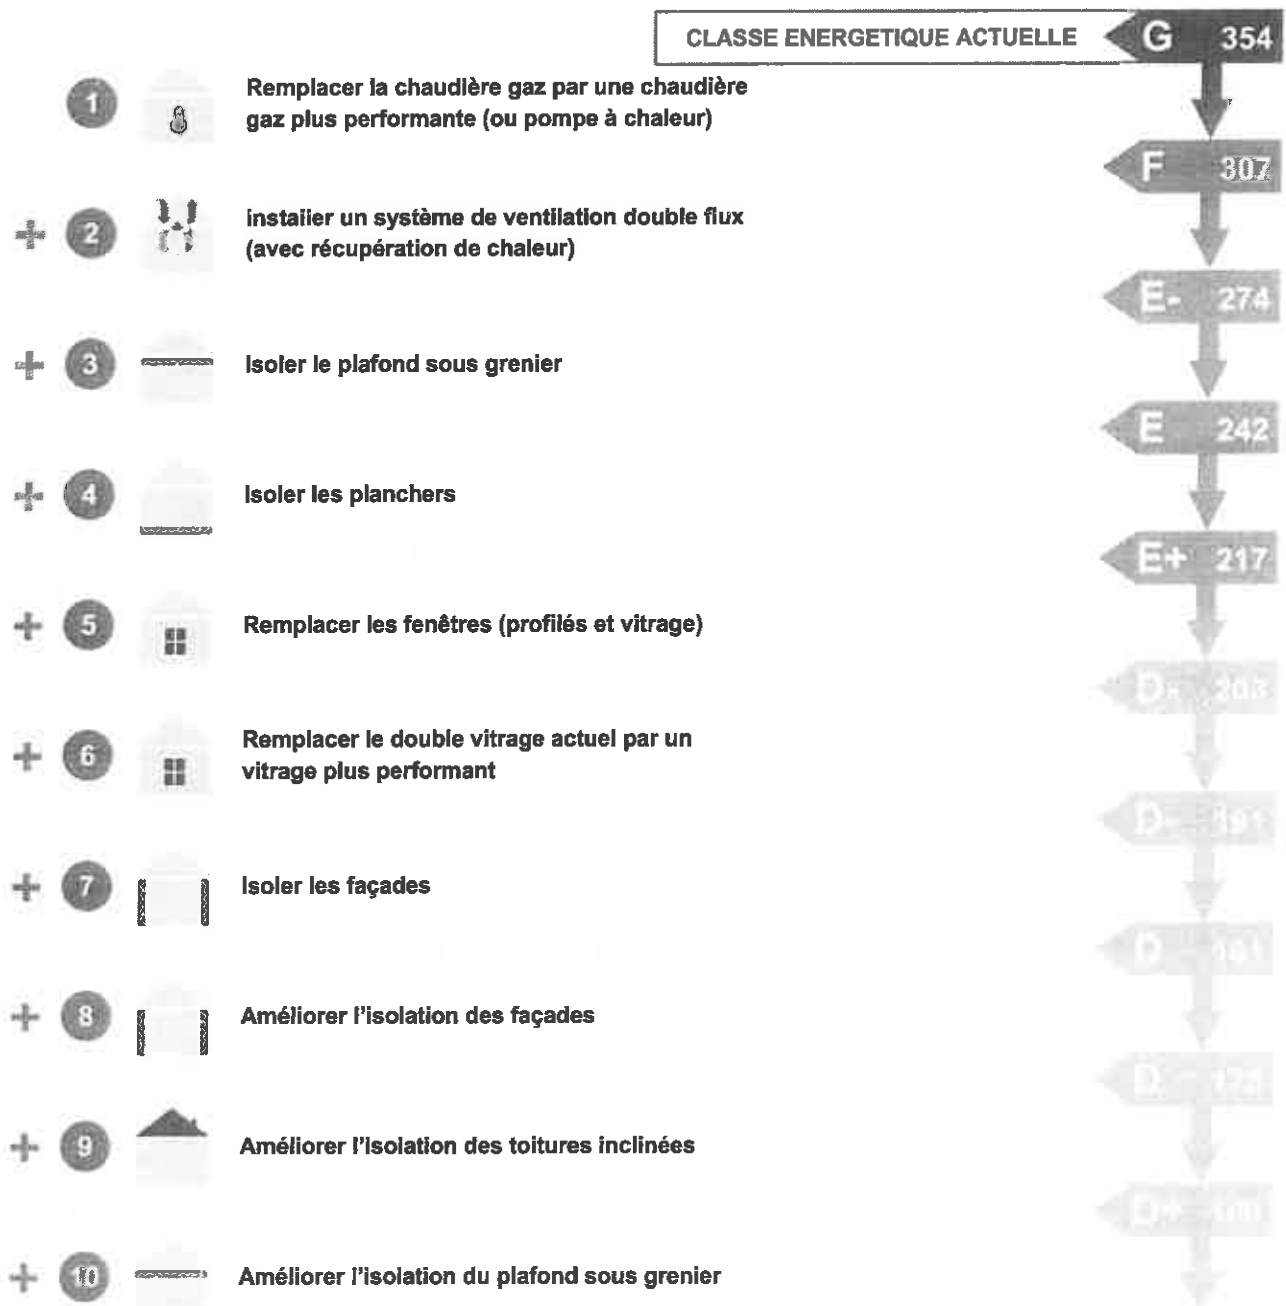 CLASSE ENERGETIQUE ACTUELLE G 354
1 Remplacer la chaudière gaz par une chaudière
gaz plus performante (ou pompe à chaleur)
F 307
+ 2 installer un système de ventilation double flux
(avec récupération de chaleur)
E- 274
+ 3 Isoler le plafond sous grenier
E 242
+ 4 Isoler les planchers
E+ 217
+ 5 Remplacer les fenêtres (profilés et vitrage)
203
+ 6 Remplacer le double vitrage actuel par un
vitrage plus performant
D- 191
+ 7 Isoler les façades
D 181
+ 8 Améliorer l'isolation des façades
D
+ 9 Améliorer l'isolation des toitures inclinées
D+
+ 10 Améliorer l'isolation du plafond sous grenier